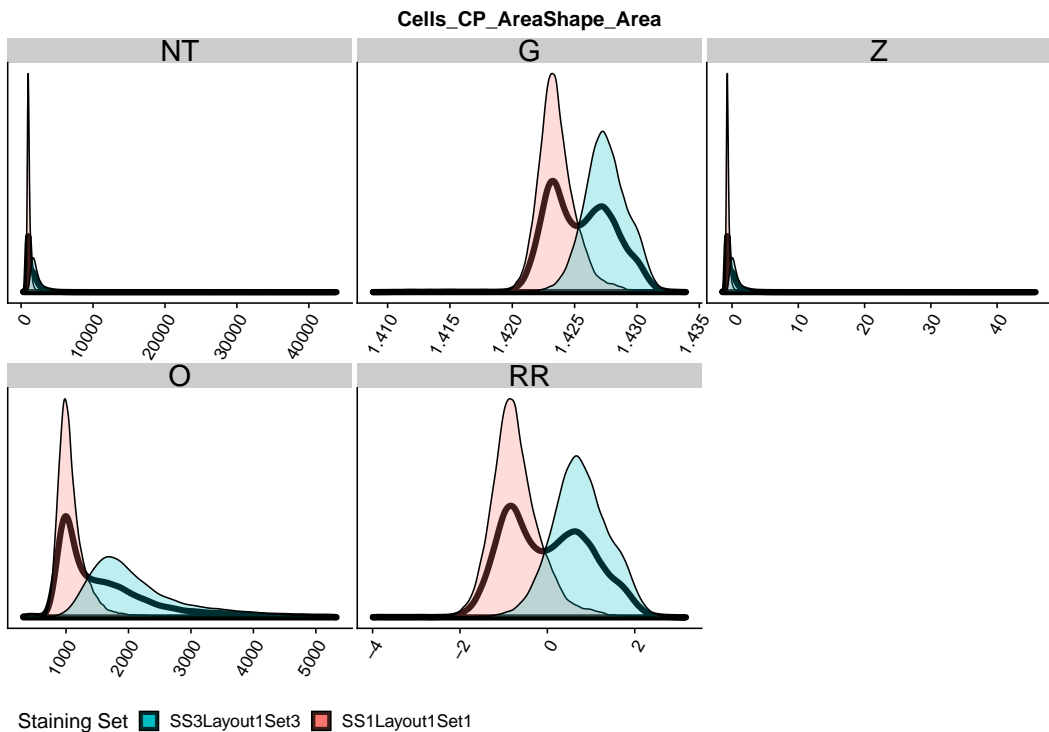 Cells_CP_AreaShape_Area
NT G Z
0 10000 20000 30000 40000
1.410 1.415 1.420 1.425 1.430 1.435
0 10 20 30 40
O RR
1000 2000 3000 4000 5000
-4 -2 0 2
Staining Set SS3Layout1Set3 SS1Layout1Set1